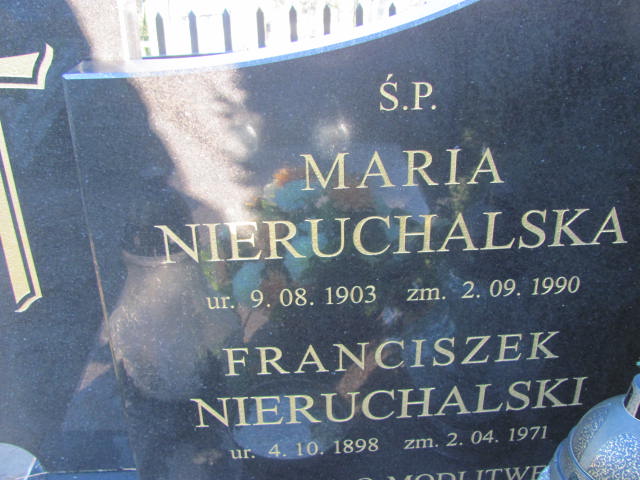 Ś.P.
MARIA
NIERUCHALSKA
ur. 9.08.1903 zm. 2.09.1990
FRANCISZEK
NIERUCHALSKI
ur. 4.10.1898 zm. 2.04.1971
O MODLITWĘ